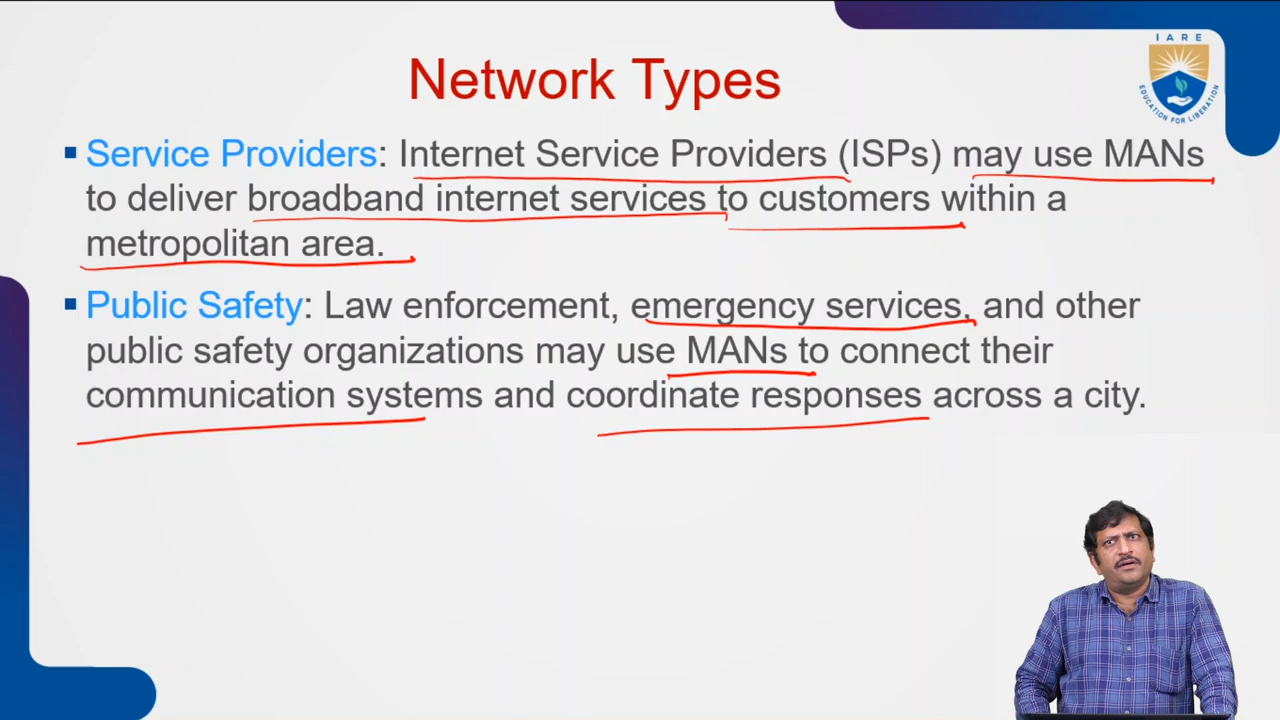 IARE
EDUCATION FOR LIBERATION
Network Types
Service Providers: Internet Service Providers (ISPs) may use MANs
to deliver broadband internet services to customers within a
metropolitan area.
Public Safety: Law enforcement, emergency services, and other
public safety organizations may use MANs to connect their
communication systems and coordinate responses across a city.